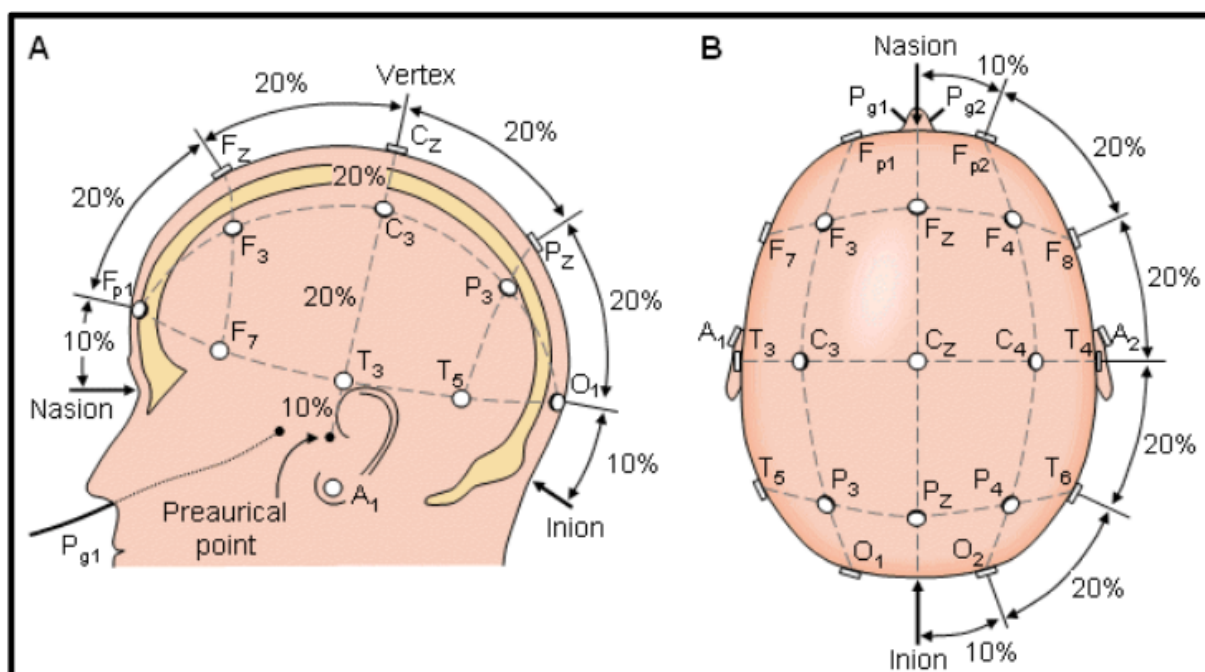 A
20%
Vertex
20%
F_Z
C_Z
20%
20%
F_3
C_3
P_Z
F_p1
20%
P_3
20%
10%
F_7
T_3
T_5
O_1
Nasion
10%
10%
A_1
Preaurical
point
Inion
P_g1
B
Nasion
10%
P_g1
P_g2
F_p1
F_p2
20%
F_7
F_3
F_Z
F_4
F_8
20%
A_1
T_3
C_3
C_Z
C_4
T_4
A_2
20%
T_5
P_3
P_Z
P_4
T_6
O_1
O_2
20%
10%
Inion